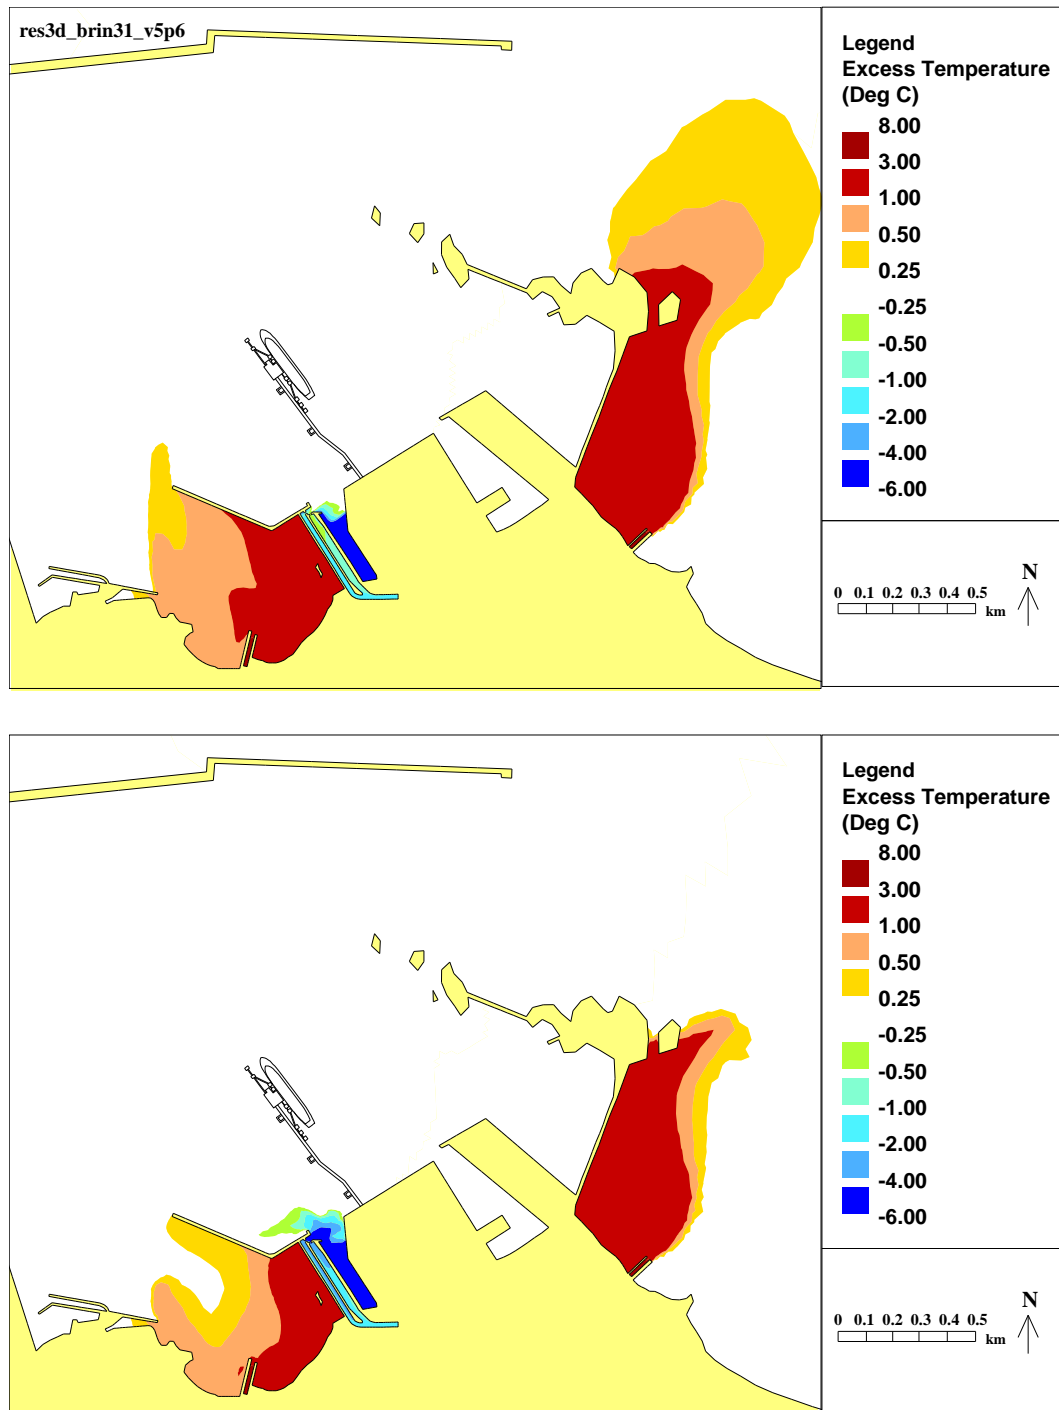 res3d_brin31_v5p6
Legend
Excess Temperature
(Deg C)
8.00
3.00
1.00
0.50
0.25
-0.25
-0.50
-1.00
-2.00
-4.00
-6.00
N
0 0.1 0.2 0.3 0.4 0.5
km
Legend
Excess Temperature
(Deg C)
8.00
3.00
1.00
0.50
0.25
-0.25
-0.50
-1.00
-2.00
-4.00
-6.00
N
0 0.1 0.2 0.3 0.4 0.5
km